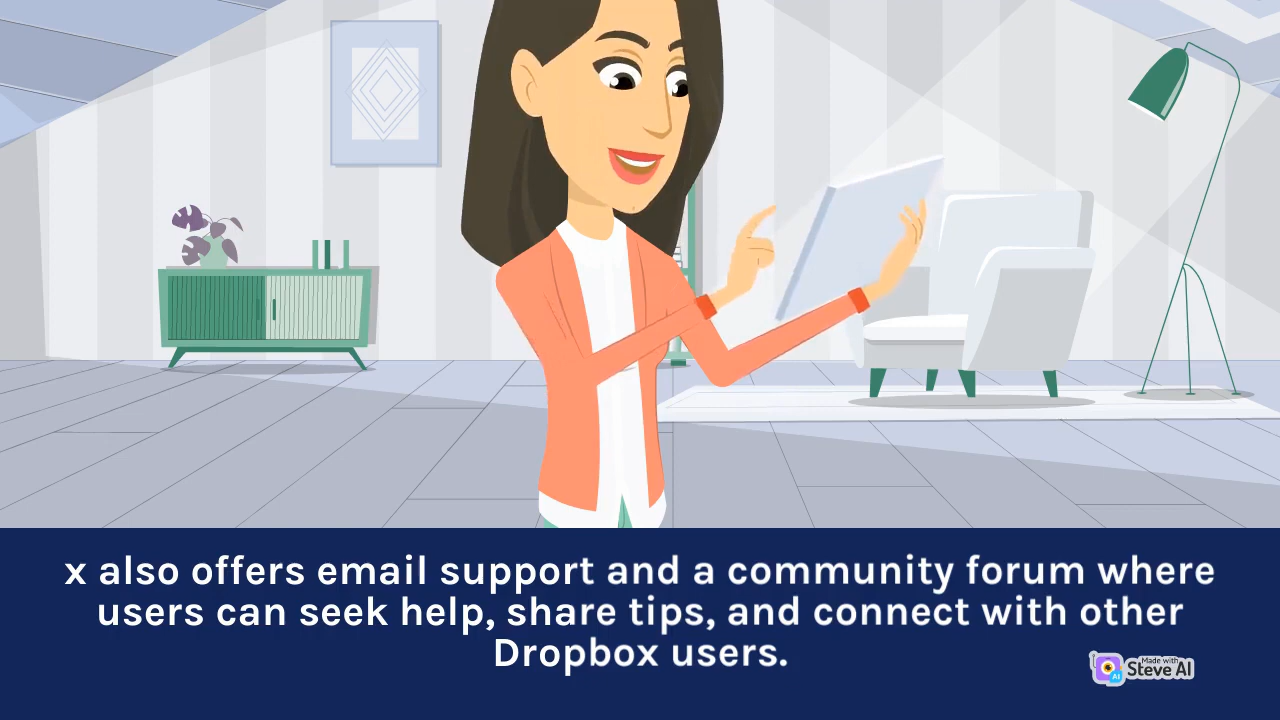 x also offers email support and a community forum where
users can seek help, share tips, and connect with other
Dropbox users.
Made with
Steve AI
AI